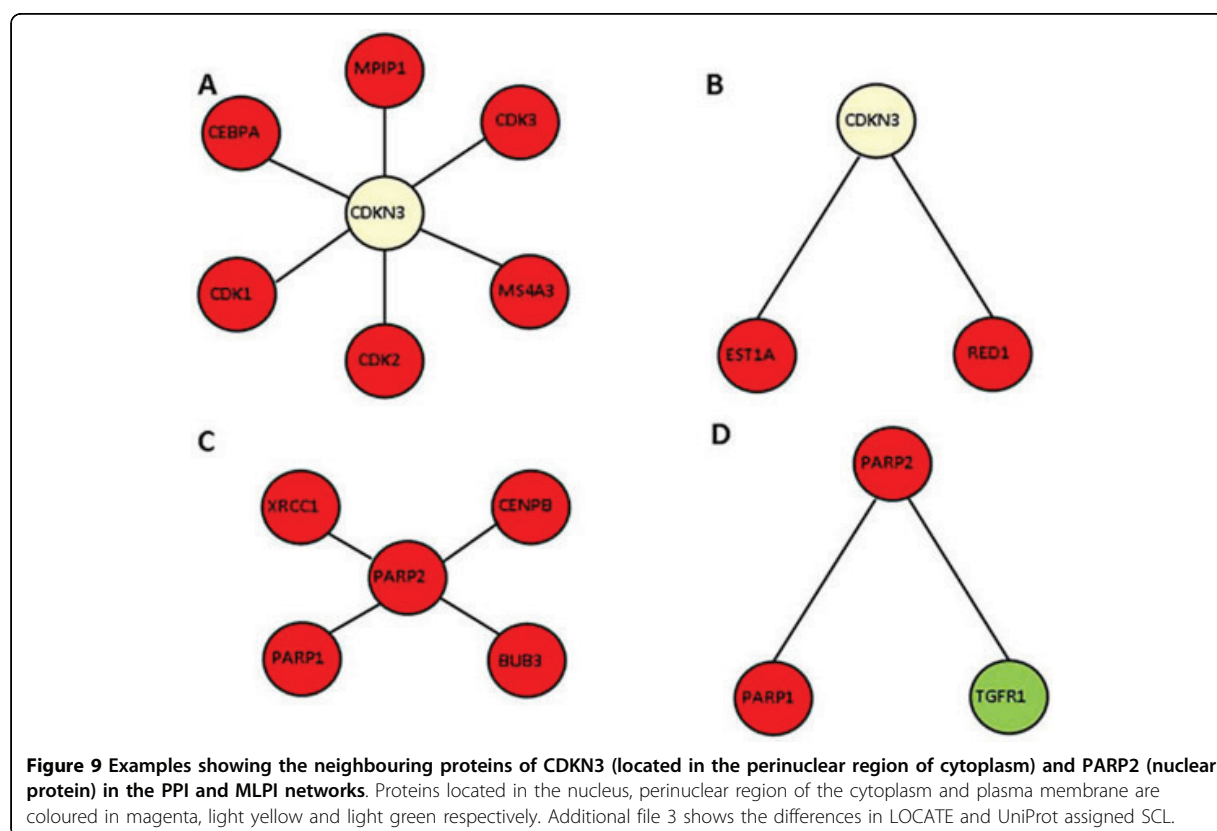 A
MPIP1
CEBPA
CDK3
CDKN3
CDK1
MS4A3
CDK2
B
CDKN3
EST1A
RED1
C
XRCC1
CENPB
PARP2
PARP1
BUB3
D
PARP2
PARP1
TGFR1
Figure 9 Examples showing the neighbouring proteins of CDKN3 (located in the perinuclear region of cytoplasm) and PARP2 (nuclear
protein) in the PPI and MLPI networks. Proteins located in the nucleus, perinuclear region of the cytoplasm and plasma membrane are
coloured in magenta, light yellow and light green respectively. Additional file 3 shows the differences in LOCATE and UniProt assigned SCL.